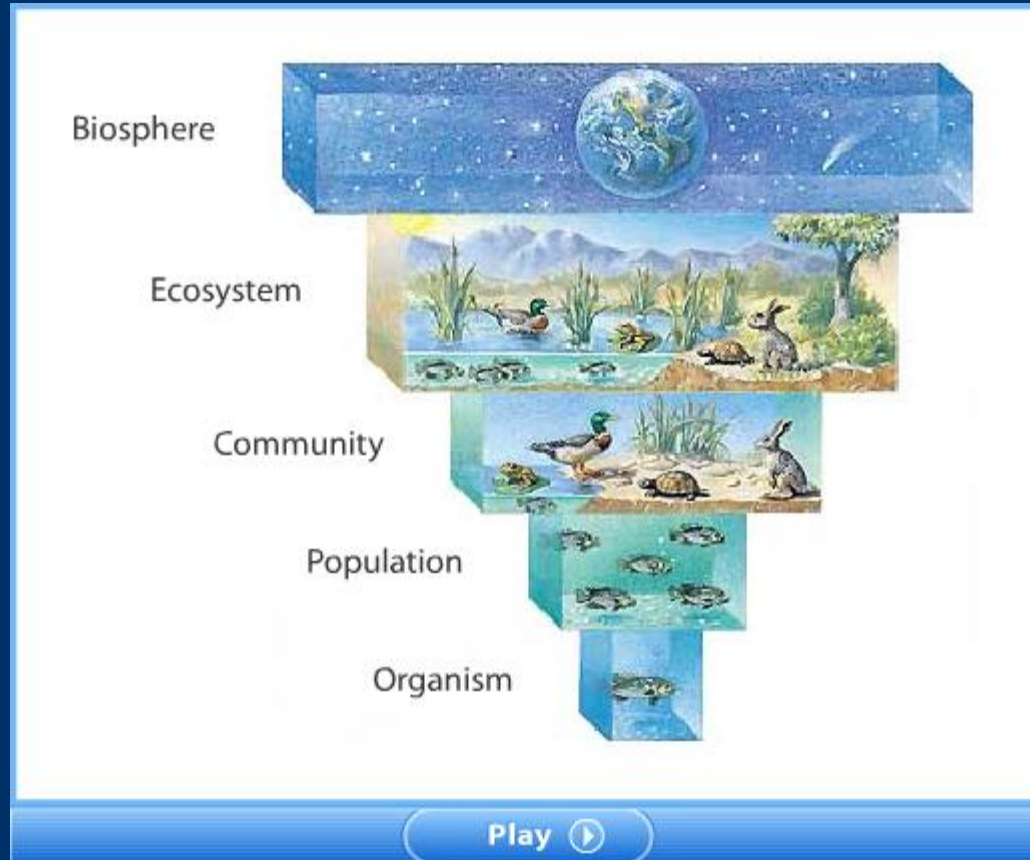 Biosphere
Ecosystem
Community
Population
Organism
Play